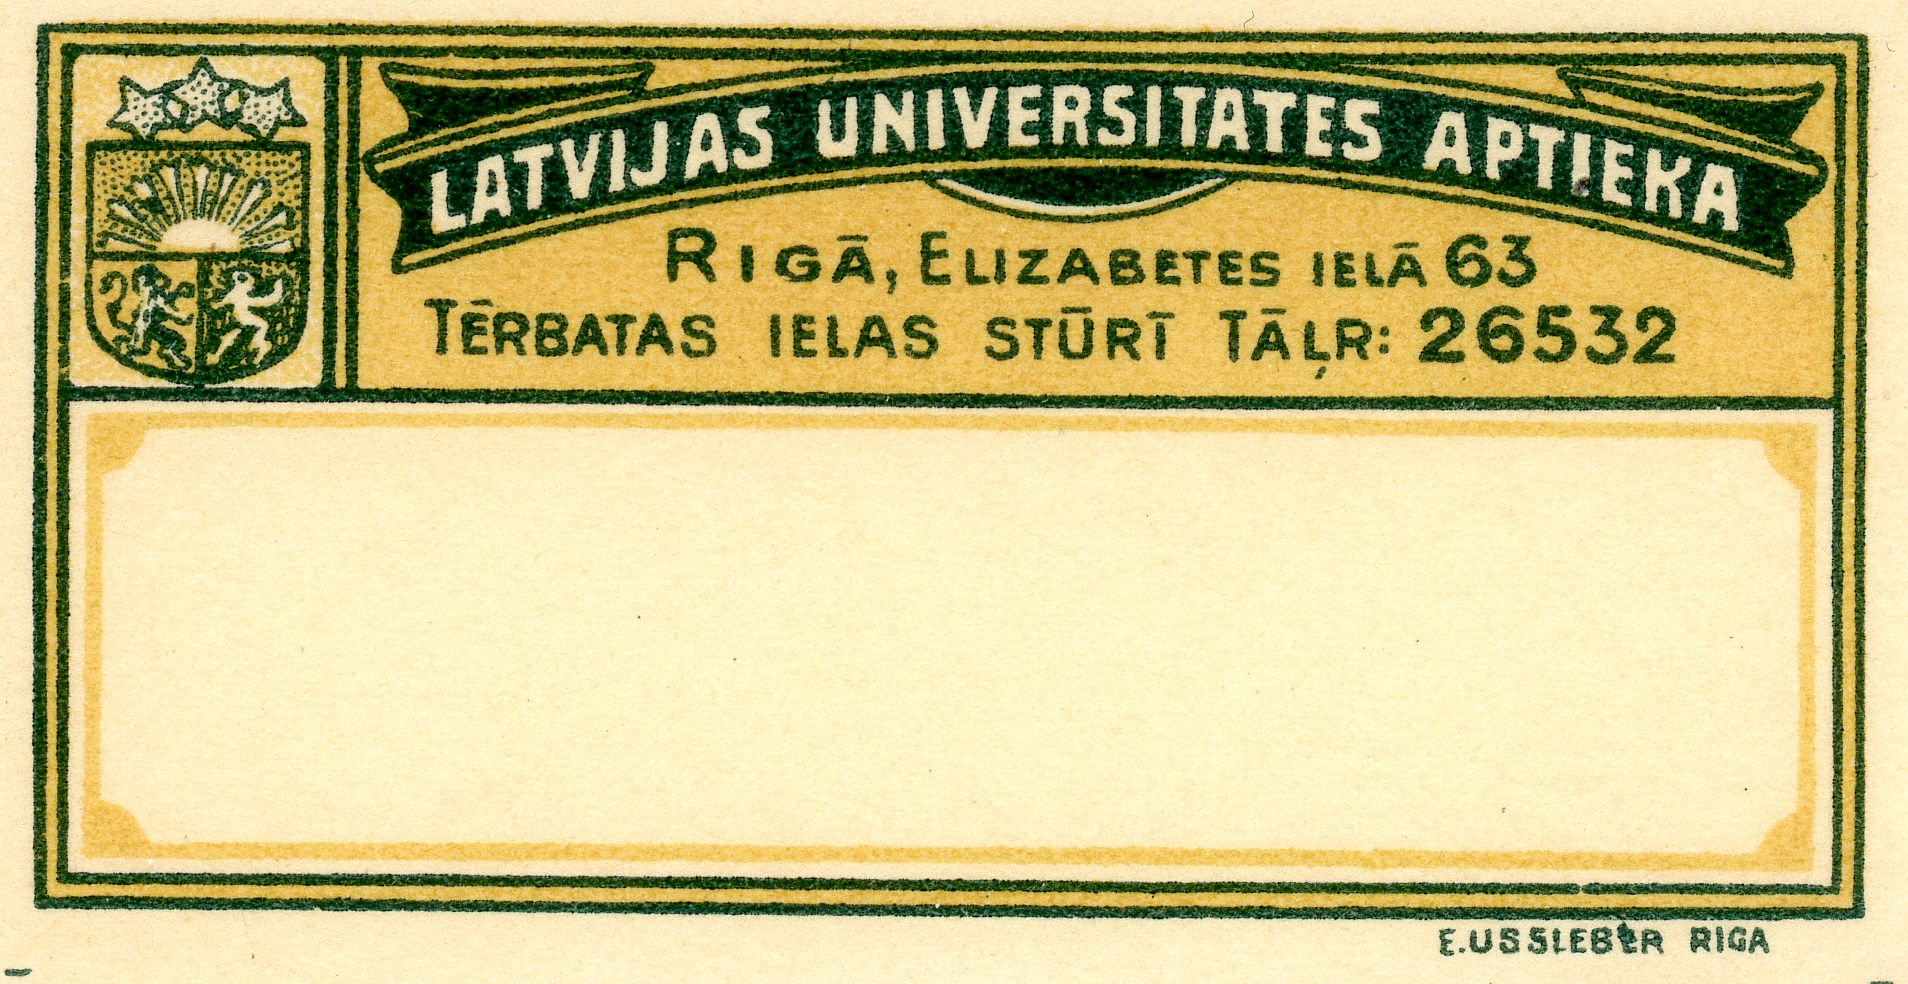 LATVIJAS UNIVERSITATES APTIEKA
RIGĀ, ELIZABETES IELĀ 63
TĒRBATAS IELAS STŪRĪ TĀĻR: 26532
E. USSLEBER RIGA